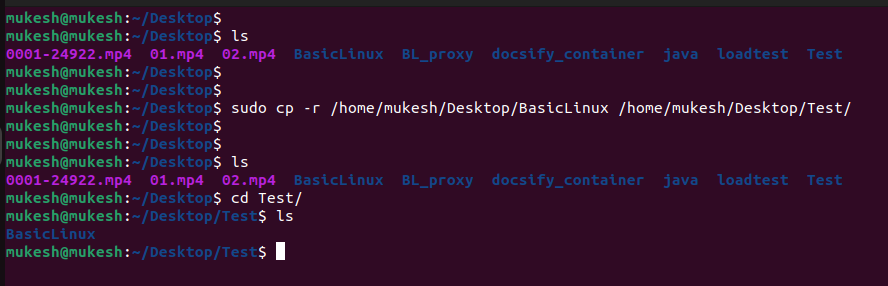 mukesh@mukesh:~/Desktop$
mukesh@mukesh:~/Desktop$ ls
0001-24922.mp4  01.mp4  02.mp4  BasicLinux  BL_proxy  docsify_container  java  loadtest  Test
mukesh@mukesh:~/Desktop$
mukesh@mukesh:~/Desktop$
mukesh@mukesh:~/Desktop$ sudo cp -r /home/mukesh/Desktop/BasicLinux /home/mukesh/Desktop/Test/
mukesh@mukesh:~/Desktop$
mukesh@mukesh:~/Desktop$
mukesh@mukesh:~/Desktop$ ls
0001-24922.mp4  01.mp4  02.mp4  BasicLinux  BL_proxy  docsify_container  java  loadtest  Test
mukesh@mukesh:~/Desktop$ cd Test/
mukesh@mukesh:~/Desktop/Test$ ls
BasicLinux
mukesh@mukesh:~/Desktop/Test$